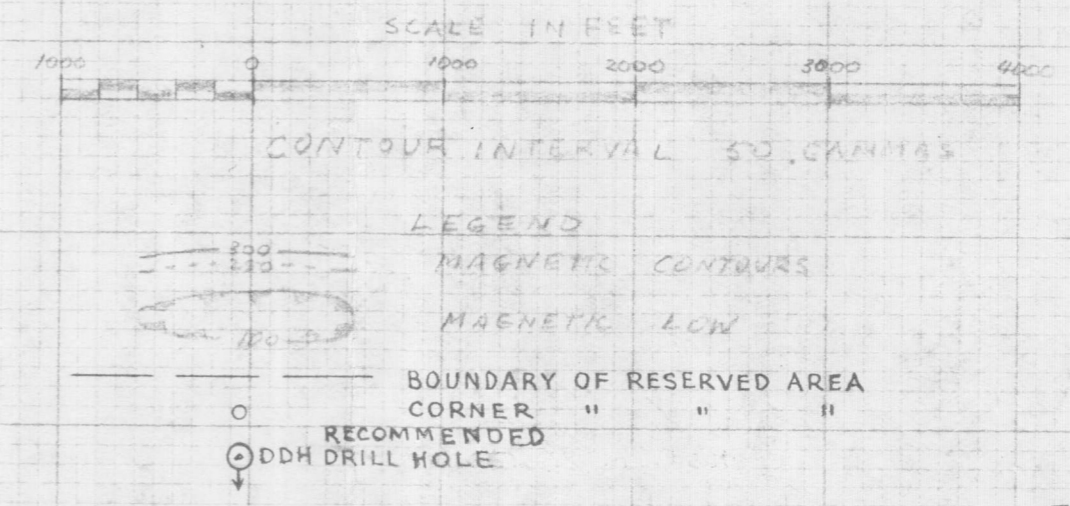 SCALE IN FEET
1000 0 1000 2000 3000 4000
CONTOUR INTERVAL 50 GAMMAS
LEGEND
300
250
MAGNETIC CONTOURS
100
MAGNETIC LOW
BOUNDARY OF RESERVED AREA
CORNER " " "
RECOMMENDED
DDH DRILL HOLE